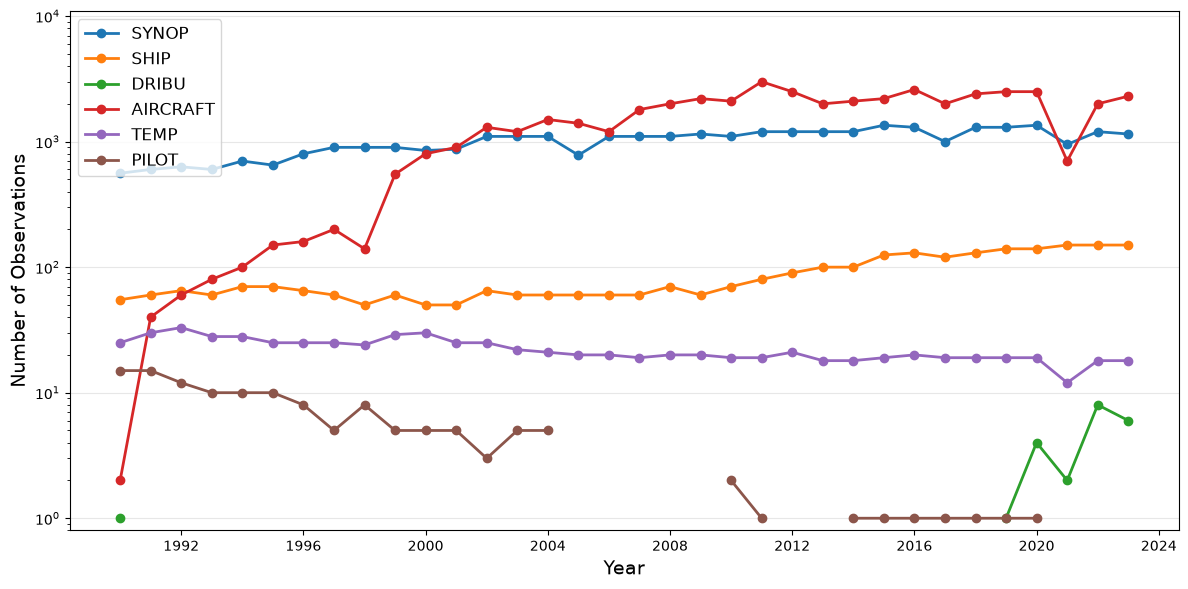 10⁴
10³
10²
10¹
10⁰
Number of Observations
SYNOP
SHIP
DRIBU
AIRCRAFT
TEMP
PILOT
1992 1996 2000 2004 2008 2012 2016 2020 2024
Year